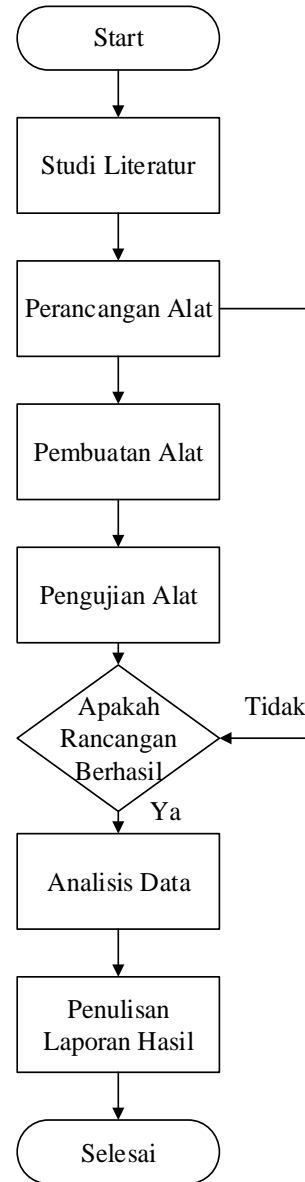 Start
Studi Literatur
Perancangan Alat
Pembuatan Alat
Pengujian Alat
Apakah
Rancangan
Berhasil
Tidak
Ya
Analisis Data
Penulisan
Laporan Hasil
Selesai